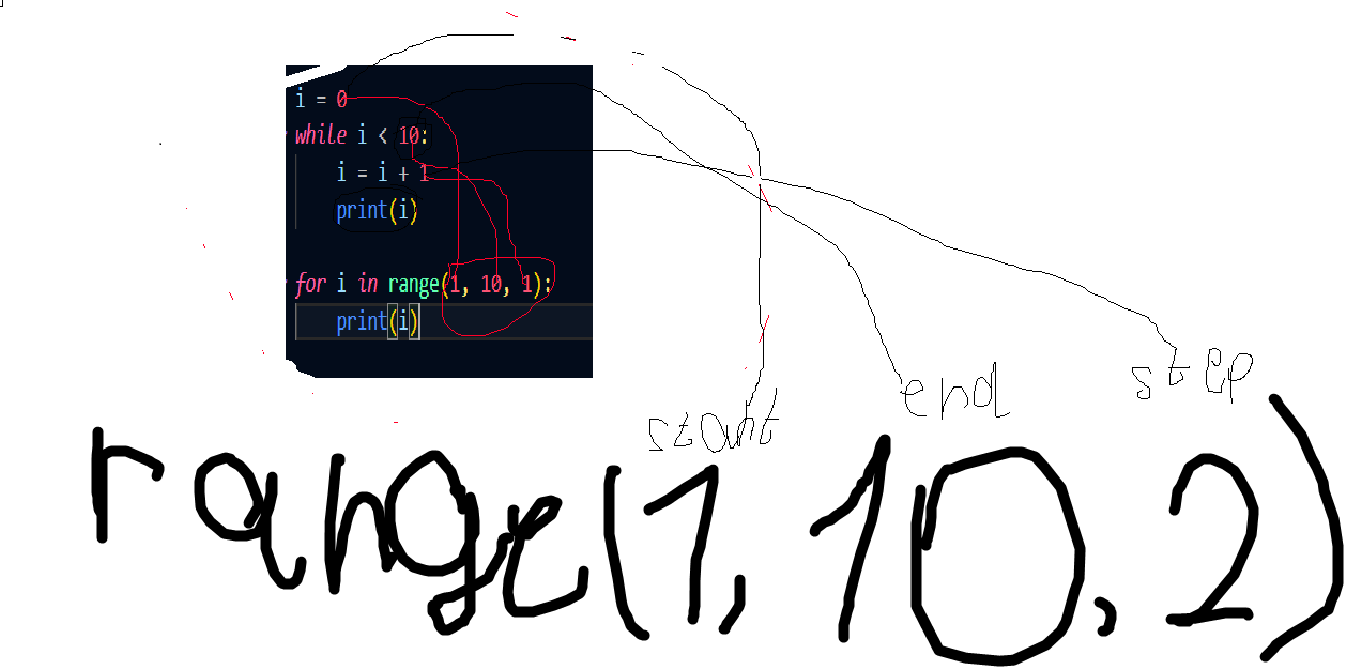 i = 0
while i < 10:
    i = i + 1
    print(i)
for i in range(1, 10, 1):
    print(i)
start end step
range(1, 10, 2)